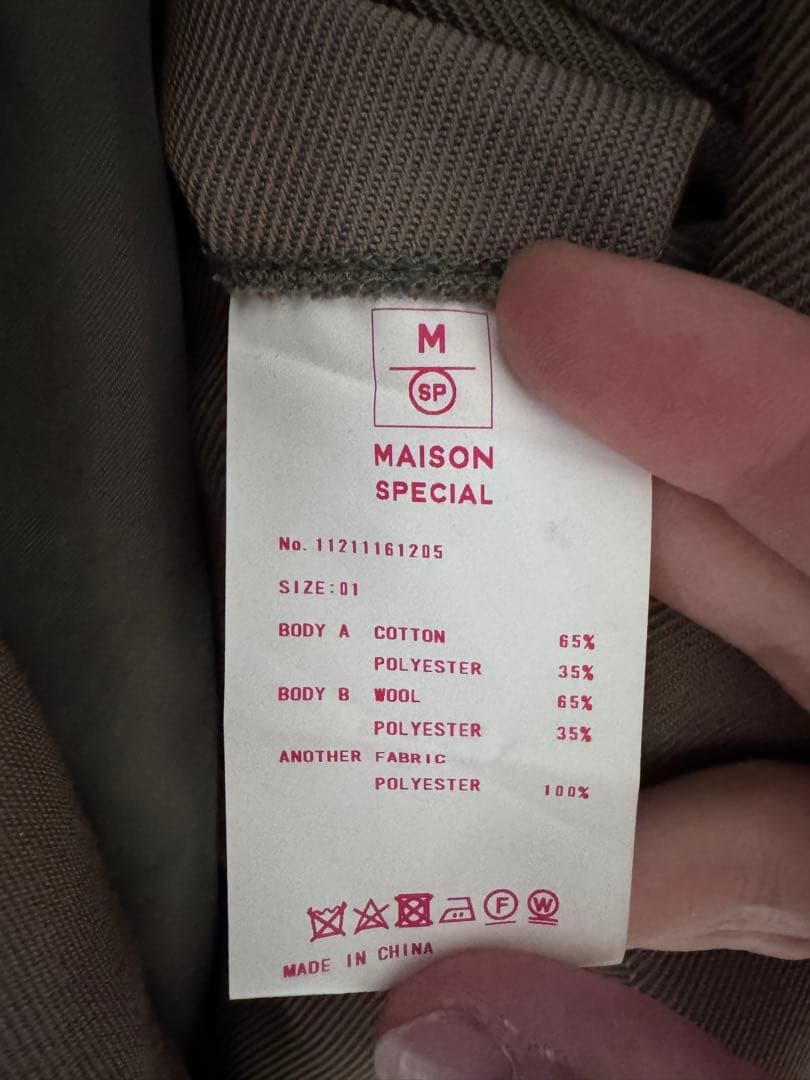 M
SP
MAISON
SPECIAL
No. 11211161205
SIZE:01
BODY A COTTON 65%
POLYESTER 35%
BODY B WOOL 65%
POLYESTER 35%
ANOTHER FABRIC
POLYESTER 100%
F W
MADE IN CHINA